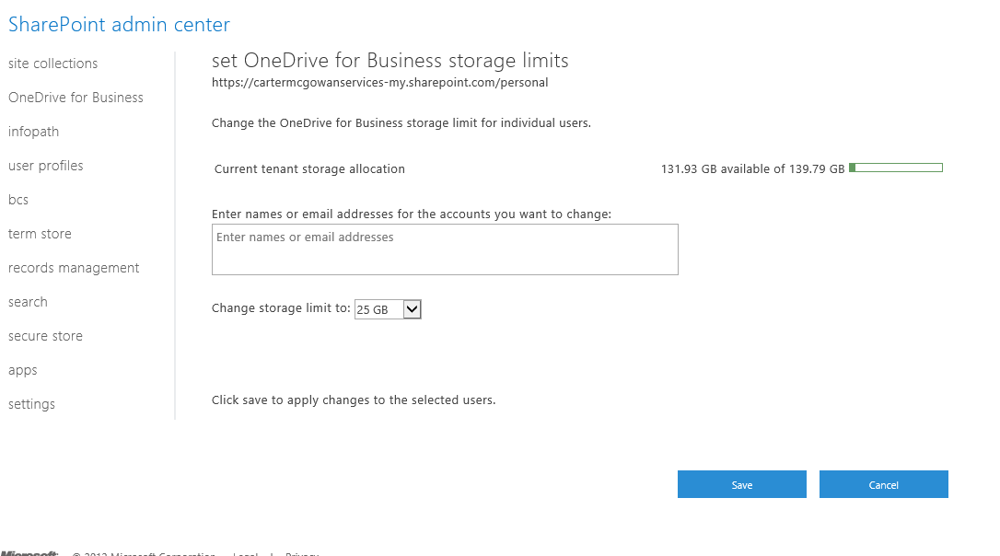 SharePoint admin center
site collections
OneDrive for Business
infopath
user profiles
bcs
term store
records management
search
secure store
apps
settings
set OneDrive for Business storage limits
https://cartermcgowanservices-my.sharepoint.com/personal
Change the OneDrive for Business storage limit for individual users.
Current tenant storage allocation 131.93 GB available of 139.79 GB
Enter names or email addresses for the accounts you want to change:
Enter names or email addresses
Change storage limit to: 25 GB
Click save to apply changes to the selected users.
Save Cancel
Microsoft © 2012 Microsoft Corporation Legal | Privacy